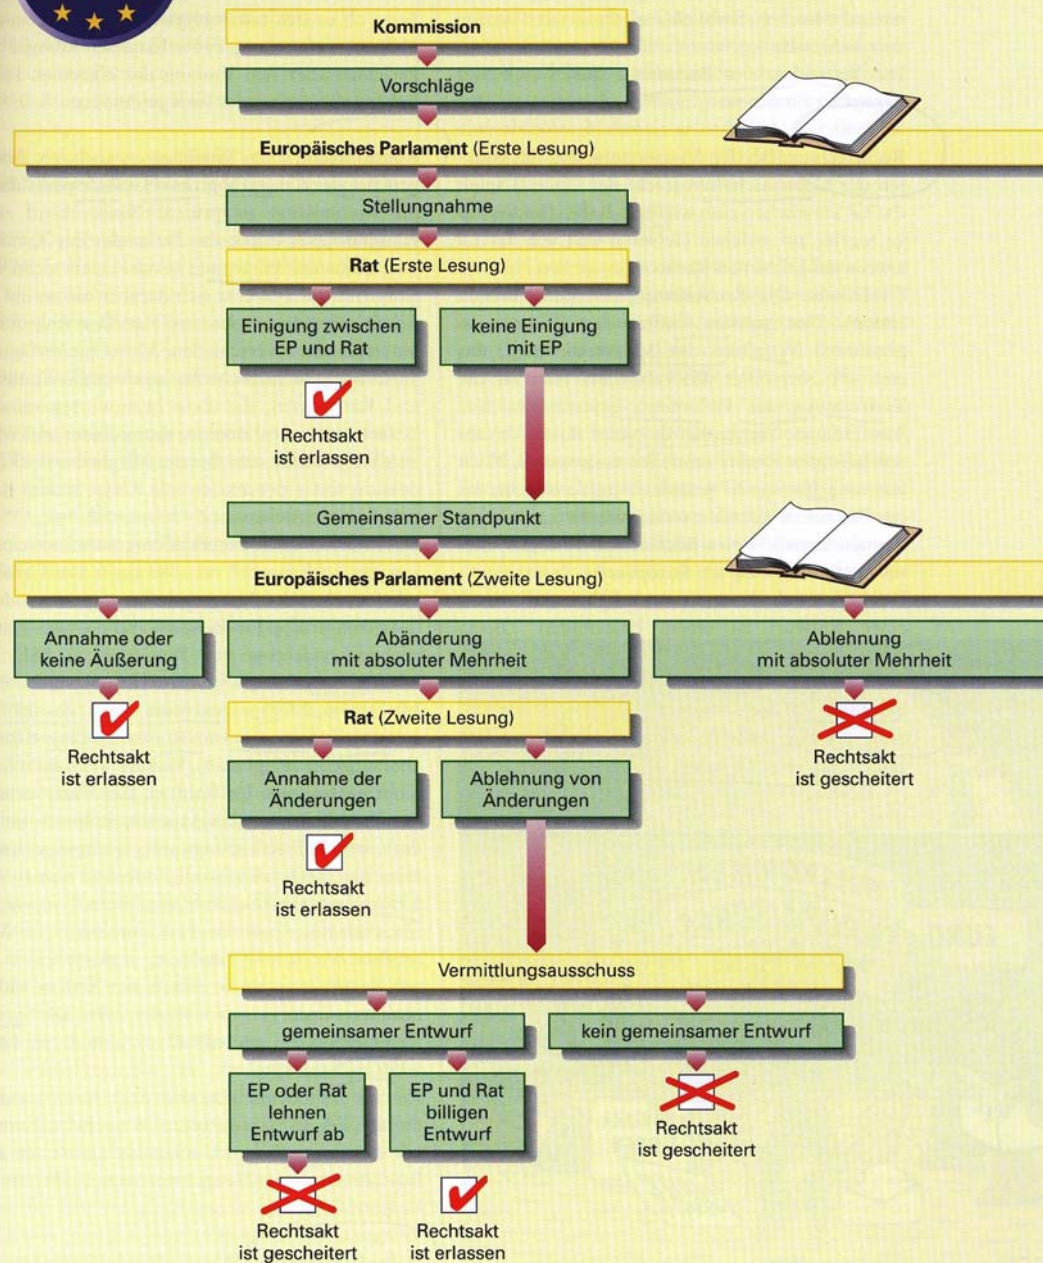 Kommission
Vorschläge
Europäisches Parlament (Erste Lesung)
Stellungnahme
Rat (Erste Lesung)
Einigung zwischen
EP und Rat
keine Einigung
mit EP
Rechtsakt
ist erlassen
Gemeinsamer Standpunkt
Europäisches Parlament (Zweite Lesung)
Annahme oder
keine Äußerung
Abänderung
mit absoluter Mehrheit
Ablehnung
mit absoluter Mehrheit
Rechtsakt
ist erlassen
Rat (Zweite Lesung)
Rechtsakt
ist gescheitert
Annahme der
Änderungen
Ablehnung von
Änderungen
Rechtsakt
ist erlassen
Vermittlungsausschuss
gemeinsamer Entwurf
kein gemeinsamer Entwurf
EP oder Rat
lehnen
Entwurf ab
EP und Rat
billigen
Entwurf
Rechtsakt
ist gescheitert
Rechtsakt
ist gescheitert
Rechtsakt
ist erlassen